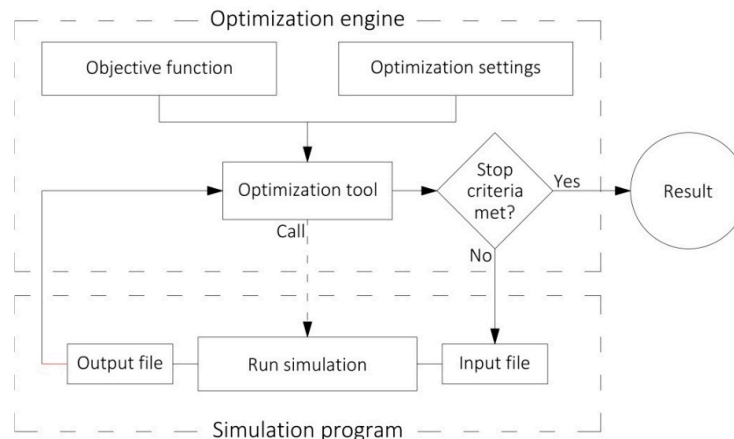 Optimization engine
Objective function
Optimization settings
Optimization tool
Stop
criteria
met?
Yes
Result
Call
No
Output file
Run simulation
Input file
Simulation program